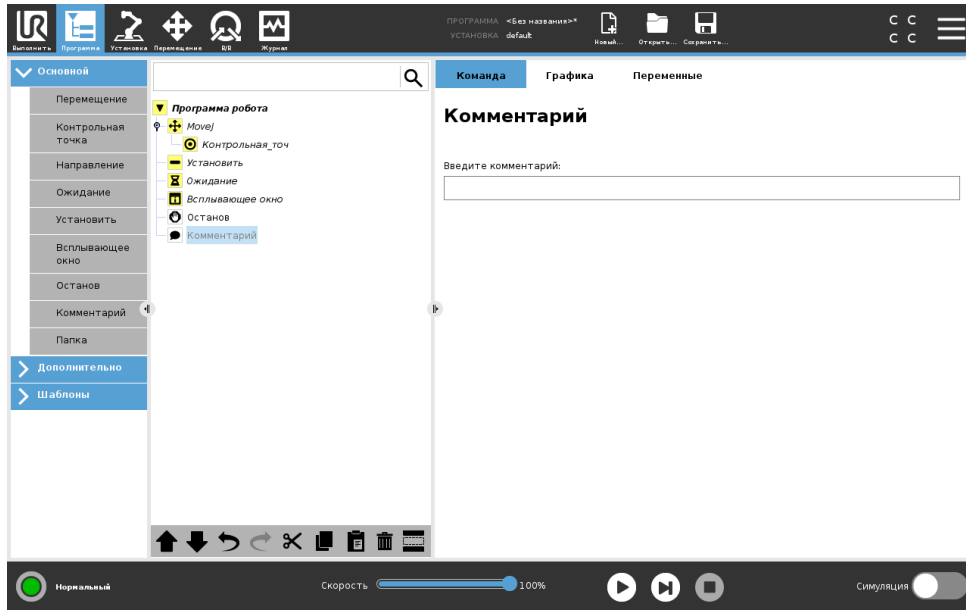 ПРОГРАММА <Без названия>*
УСТАНОВКА default
Выполнить
Программа
Установка
Перемещение
В/В
Журнал
Новый...
Открыть...
Сохранить...
C C
C C
Основной
Перемещение
Контрольная
точка
Направление
Ожидание
Установить
Всплывающее
окно
Останов
Комментарий
Папка
Дополнительно
Шаблоны
Программа робота
MoveJ
Контрольная_точ
Установить
Ожидание
Всплывающее окно
Останов
Комментарий
Команда
Графика
Переменные
Комментарий
Введите комментарий:
Нормальный
Скорость
100%
Симуляция